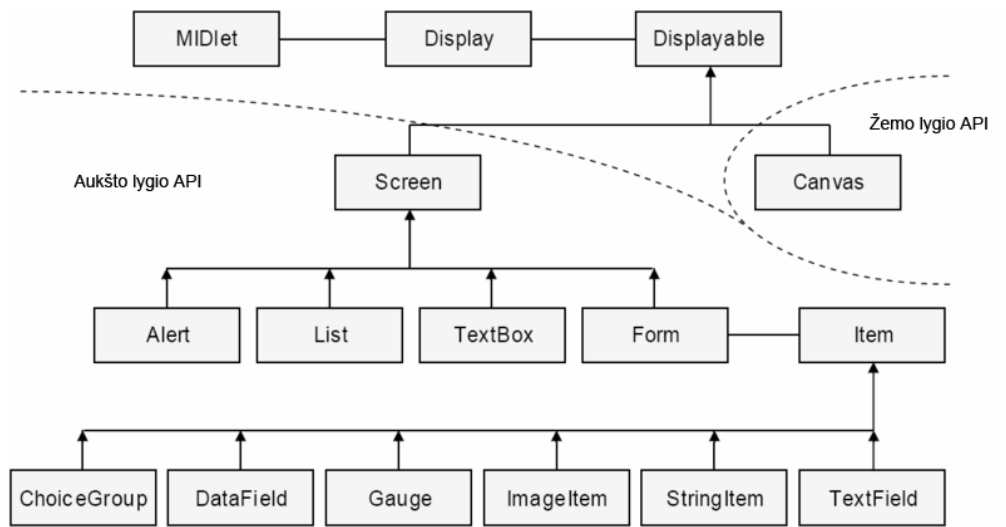 MIDlet
Display
Displayable
Žemo lygio API
Aukšto lygio API
Screen
Canvas
Alert
List
TextBox
Form
Item
ChoiceGroup
DataField
Gauge
ImageItem
StringItem
TextField